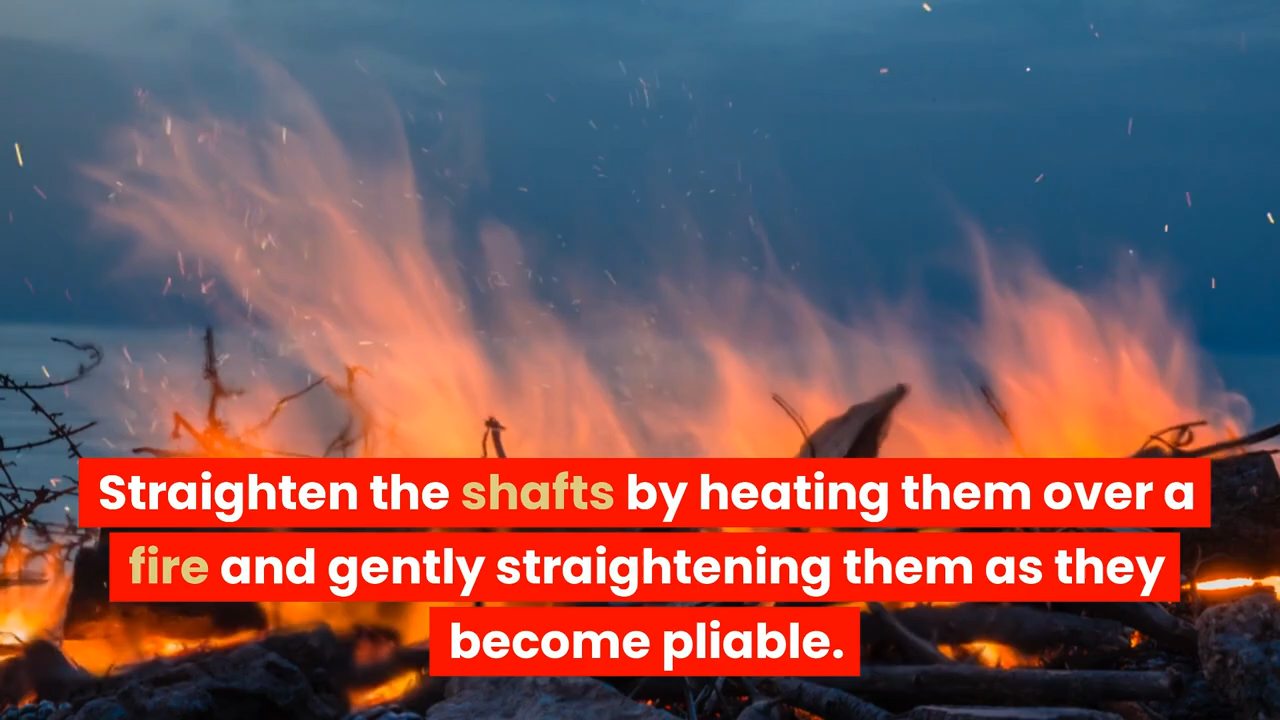 Straighten the shafts by heating them over a
fire and gently straightening them as they
become pliable.